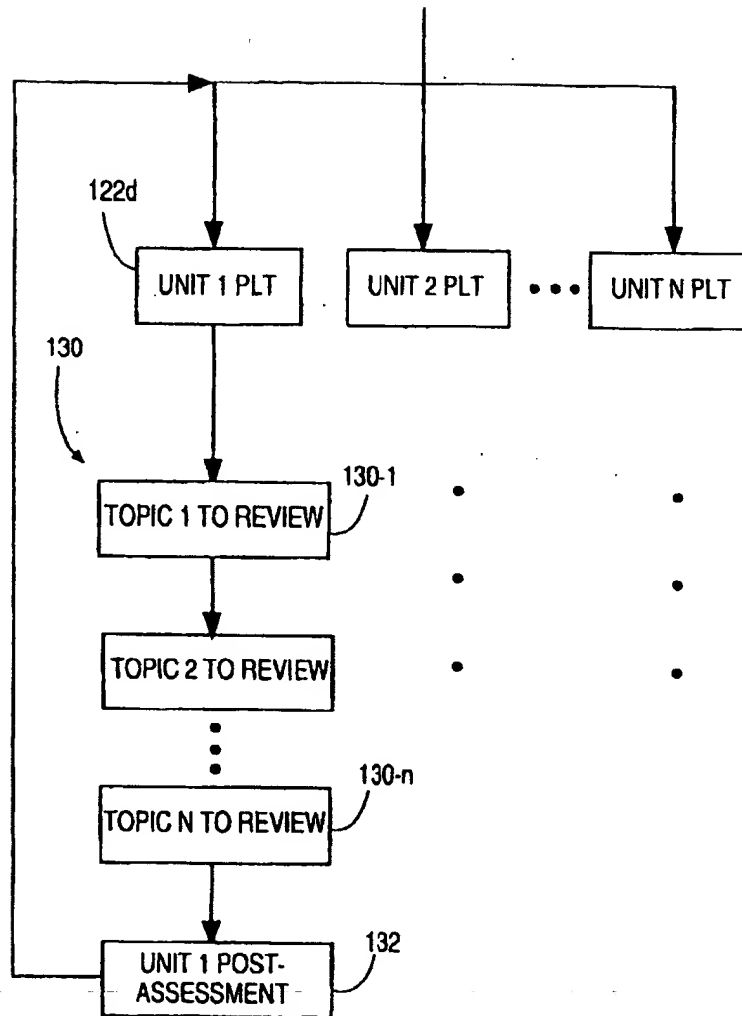 122d
UNIT 1 PLT
UNIT 2 PLT
UNIT N PLT
130
130-1
TOPIC 1 TO REVIEW
TOPIC 2 TO REVIEW
130-n
TOPIC N TO REVIEW
132
UNIT 1 POST-
ASSESSMENT